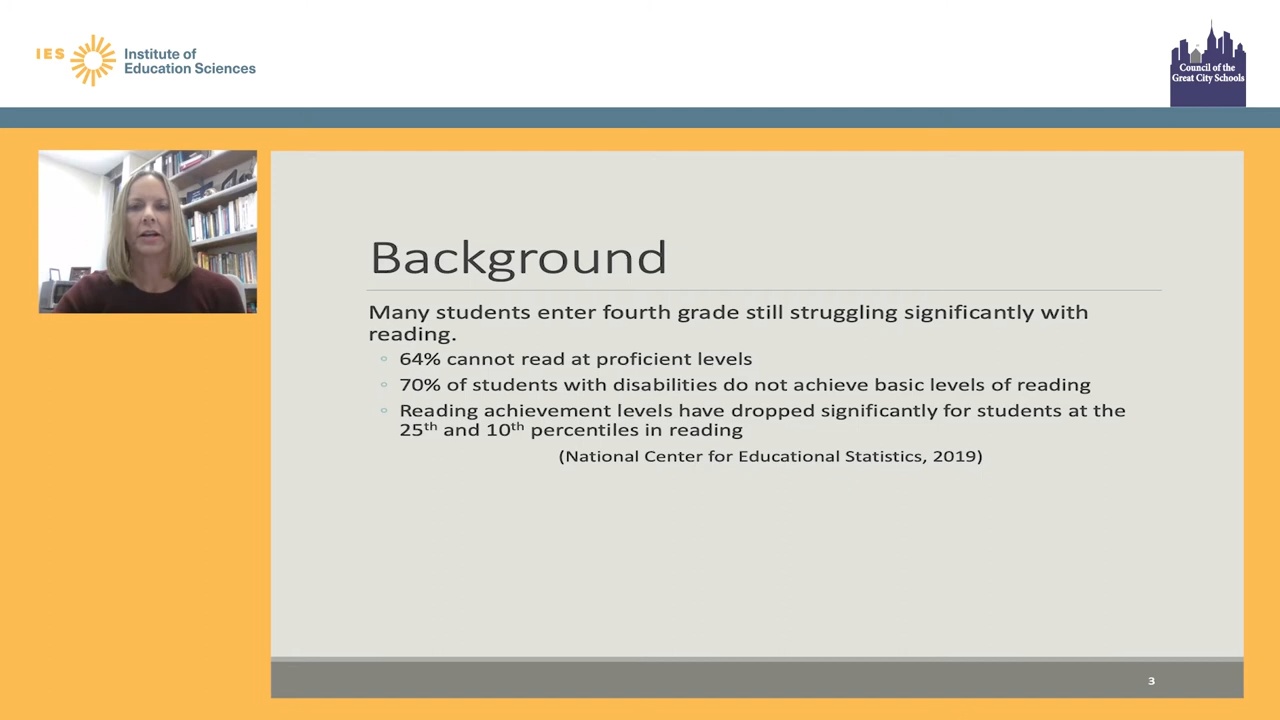 IES
Institute of
Education Sciences
Council of the
Great City Schools
Background
Many students enter fourth grade still struggling significantly with
reading.
◦ 64% cannot read at proficient levels
◦ 70% of students with disabilities do not achieve basic levels of reading
◦ Reading achievement levels have dropped significantly for students at the
25th and 10th percentiles in reading
(National Center for Educational Statistics, 2019)
3